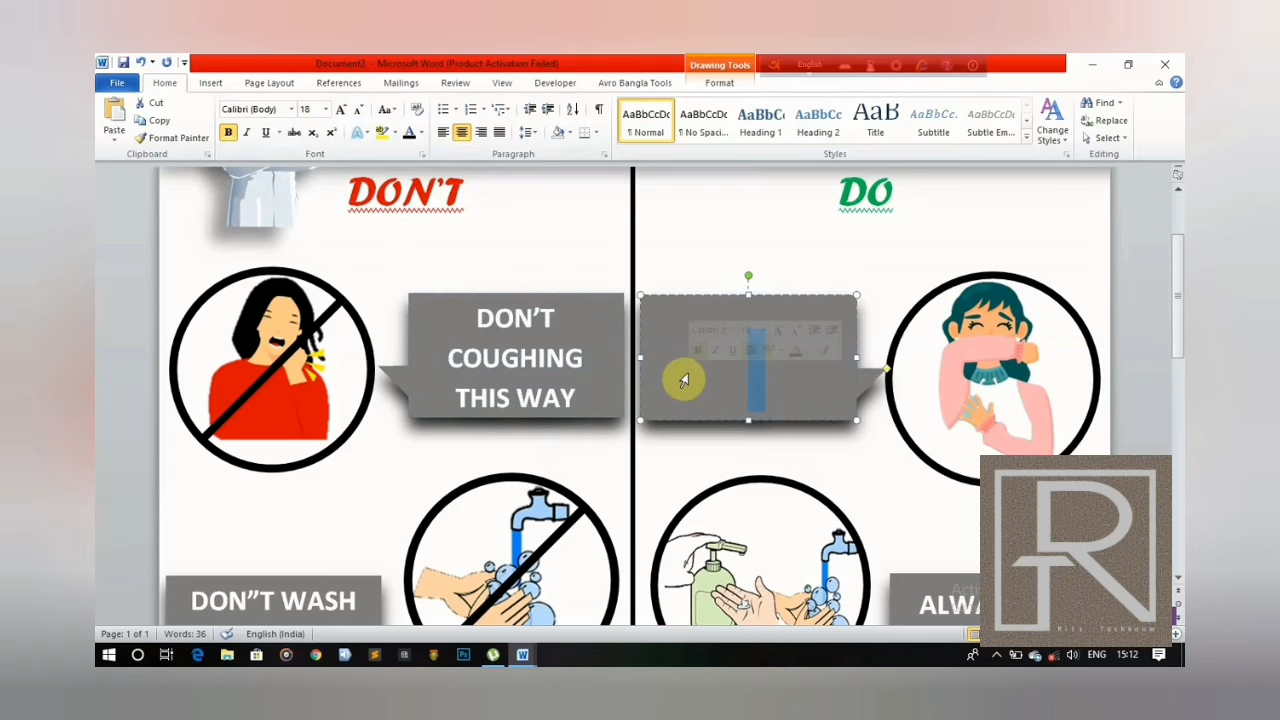 Document2 - Microsoft Word (Product Activation Failed)
Drawing Tools
English
File Home Insert Page Layout References Mailings Review View Developer Avro Bangla Tools Format
Paste
Cut
Copy
Format Painter
Clipboard
Calibri (Body) 18
Font
Paragraph
AaBbCcDc AaBbCcDc AaBbC AaBbCc AaB AaBbCcL AaBbCcD
¶ Normal ¶ No Spaci... Heading 1 Heading 2 Title Subtitle Subtle Em...
Change
Styles
Styles
Find
Replace
Select
Editing
DON'T
DO
DON'T
COUGHING
THIS WAY
DON"T WASH
ALWA
RT
Page: 1 of 1 Words: 36 English (India)
ENG 15:12